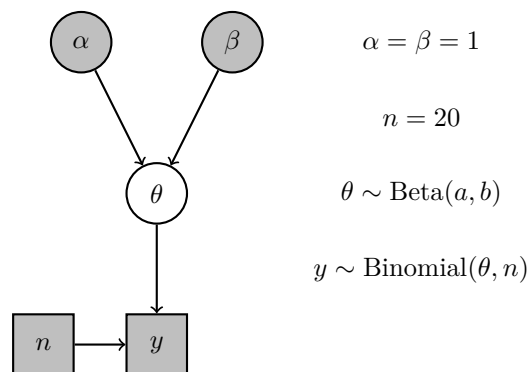 α β α = β = 1
n = 20
θ θ ∼ Beta(a, b)
y ∼ Binomial(θ, n)
n y